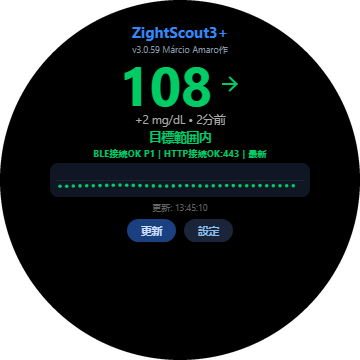 ZightScout3+
v3.0.59 Márcio Amaro作
108 →
+2 mg/dL • 2分前
目標範囲内
BLE接続OK P1 | HTTP接続OK:443 | 最新
更新: 13:45:10
更新 設定